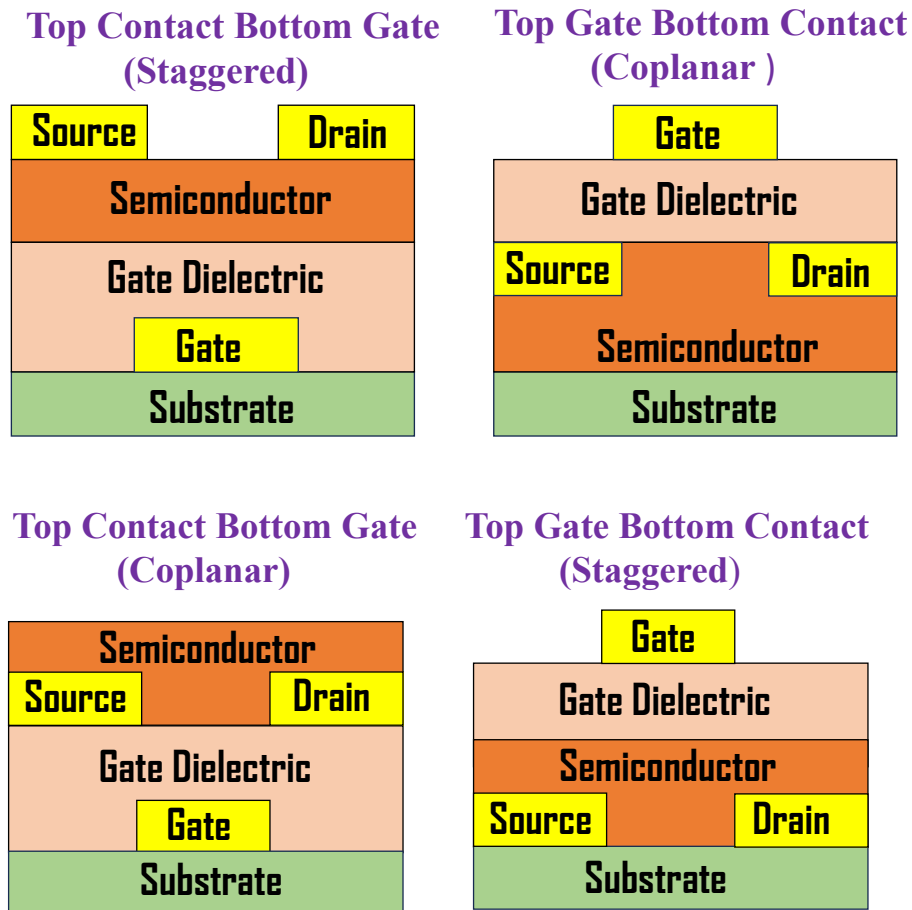 Top Contact Bottom Gate
(Staggered)
Source
Drain
Semiconductor
Gate Dielectric
Gate
Substrate
Top Gate Bottom Contact
(Coplanar )
Gate
Gate Dielectric
Source
Drain
Semiconductor
Substrate
Top Contact Bottom Gate
(Coplanar)
Semiconductor
Source
Drain
Gate Dielectric
Gate
Substrate
Top Gate Bottom Contact
(Staggered)
Gate
Gate Dielectric
Semiconductor
Source
Drain
Substrate